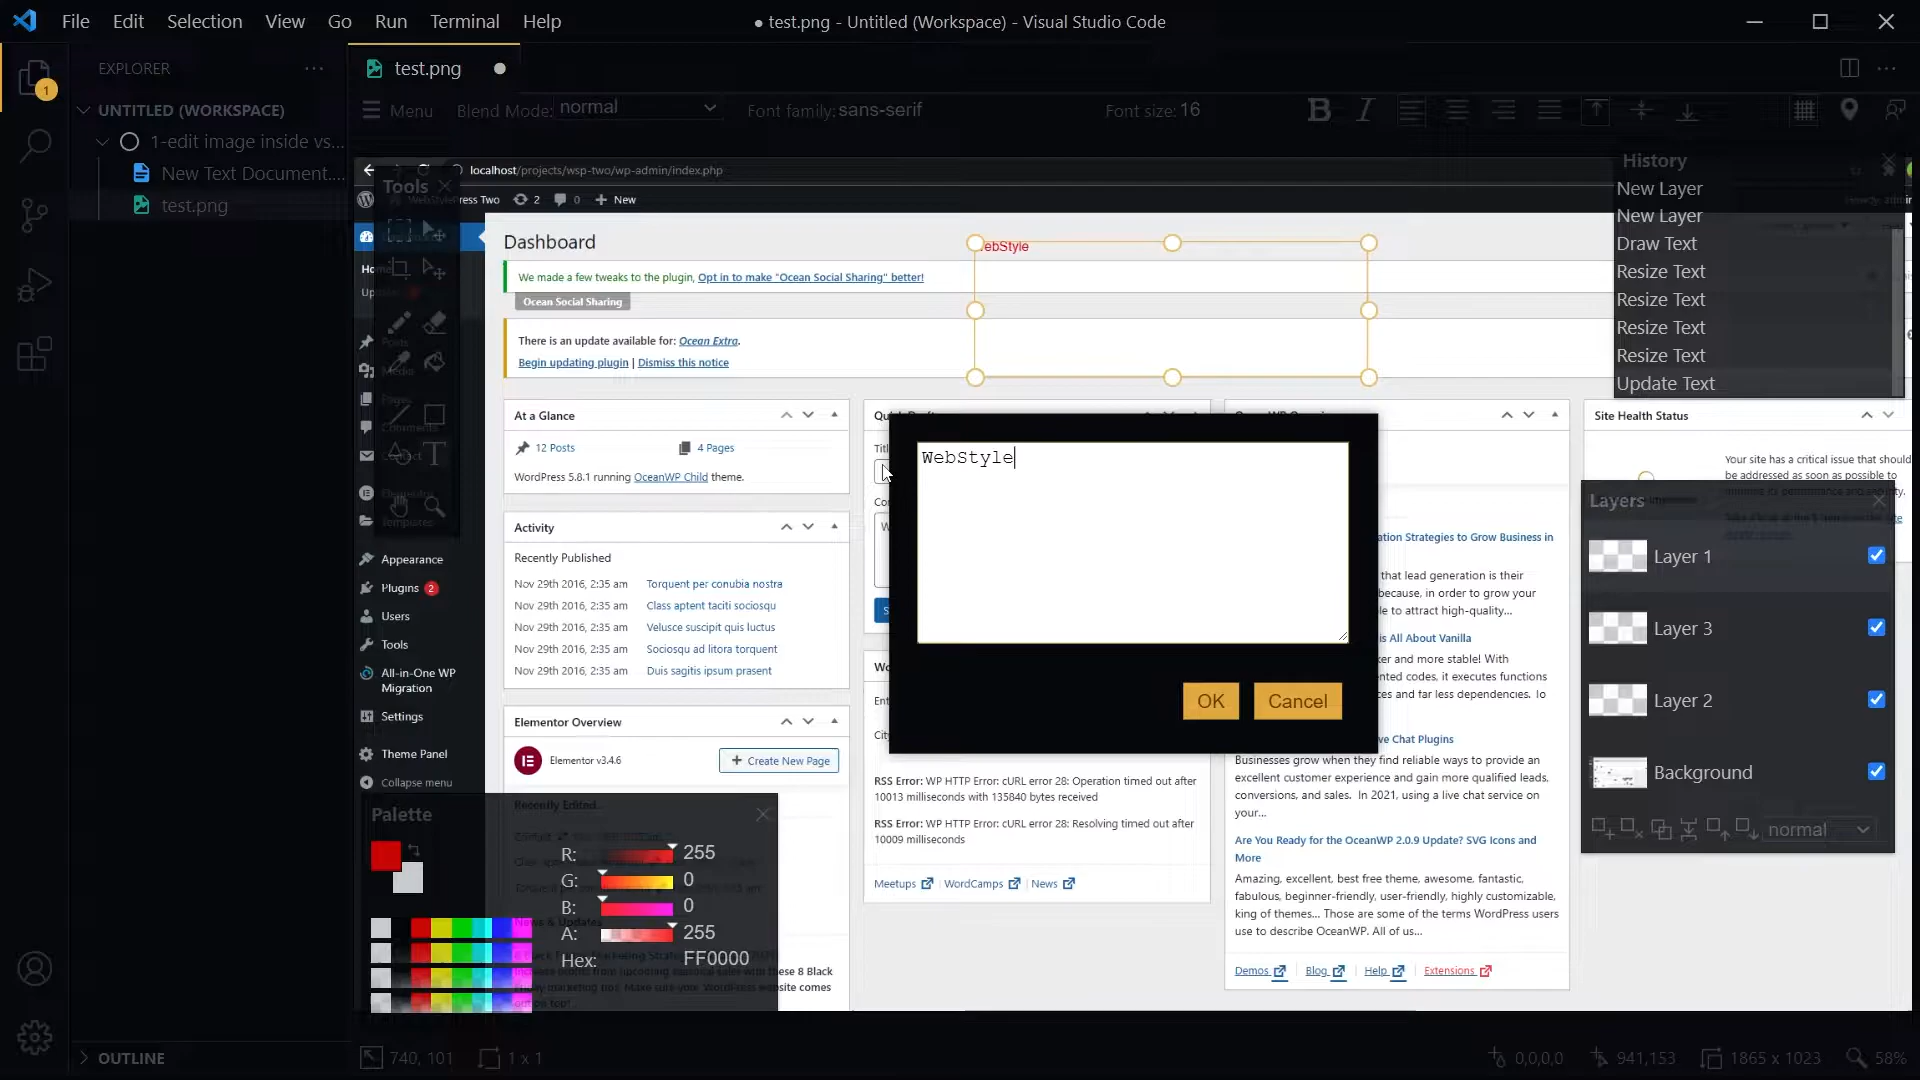 File Edit Selection View Go Run Terminal Help
● test.png - Untitled (Workspace) - Visual Studio Code
EXPLORER
1
UNTITLED (WORKSPACE)
1-edit image inside vs...
New Text Document....
test.png
OUTLINE
test.png
Menu Blend Mode: normal Font family: sans-serif Font size: 16
localhost/projects/wsp-two/wp-admin/index.php
Press Two 2 0 New
Tools
Appearance
Plugins 2
Users
Tools
All-in-One WP
Migration
Settings
Theme Panel
Collapse menu
Dashboard
ebStyle
We made a few tweaks to the plugin, Opt in to make "Ocean Social Sharing" better!
Ocean Social Sharing
There is an update available for: Ocean Extra.
Begin updating plugin | Dismiss this notice
At a Glance
12 Posts 4 Pages
WordPress 5.8.1 running OceanWP Child theme.
Activity
Recently Published
Nov 29th 2016, 2:35 am Torquent per conubia nostra
Nov 29th 2016, 2:35 am Class aptent taciti sociosqu
Nov 29th 2016, 2:35 am Velusce suscipit quis luctus
Nov 29th 2016, 2:35 am Sociosqu ad litora torquent
Nov 29th 2016, 2:35 am Duis sagitis ipsum prasent
Elementor Overview
Elementor v3.4.6 Create New Page
Recently Edited
WebStyle
OK Cancel
RSS Error: WP HTTP Error: cURL error 28: Operation timed out after
10013 milliseconds with 135840 bytes received
RSS Error: WP HTTP Error: cURL error 28: Resolving timed out after
10009 milliseconds
Meetups WordCamps News
ation Strategies to Grow Business in
that lead generation is their
because, in order to grow your
le to attract high-quality...
is All About Vanilla
ker and more stable! With
nted codes, it executes functions
ces and far less dependencies. To
ve Chat Plugins
Businesses grow when they find reliable ways to provide an
excellent customer experience and gain more qualified leads,
conversions, and sales. In 2021, using a live chat service on
your...
Are You Ready for the OceanWP 2.0.9 Update? SVG Icons and
More
Amazing, excellent, best free theme, awesome, fantastic,
fabulous, beginner-friendly, user-friendly, highly customizable,
king of themes... Those are some of the terms WordPress users
use to describe OceanWP. All of us...
Demos Blog Help Extensions
History
New Layer
New Layer
Draw Text
Resize Text
Resize Text
Resize Text
Resize Text
Update Text
Site Health Status
Your site has a critical issue that should
be addressed as soon as possible to
Layers
Layer 1
Layer 3
Layer 2
Background
normal
Palette
R: 255
G: 0
B: 0
A: 255
Hex: FF0000
these 8 Black
website comes
740, 101 1 x 1 0,0,0,0 941,153 1865 x 1023 58%